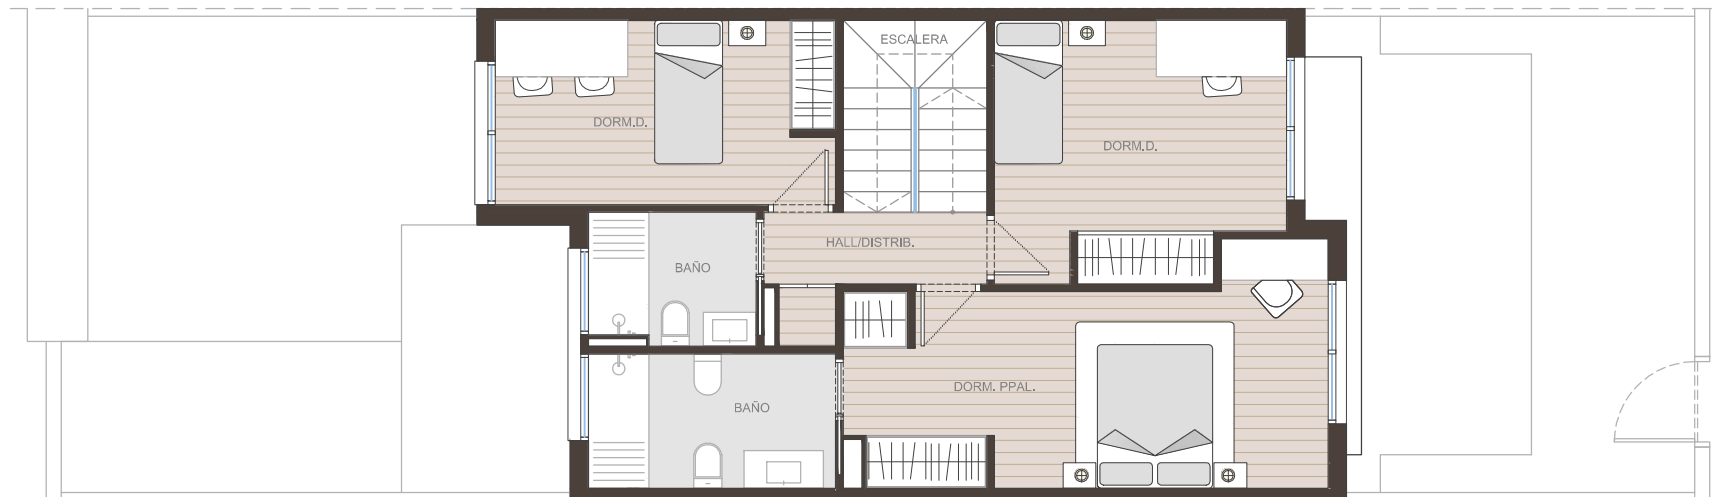 ESCALERA
DORM.D.
DORM.D.
HALL/DISTRIB.
BAÑO
DORM. PPAL.
BAÑO